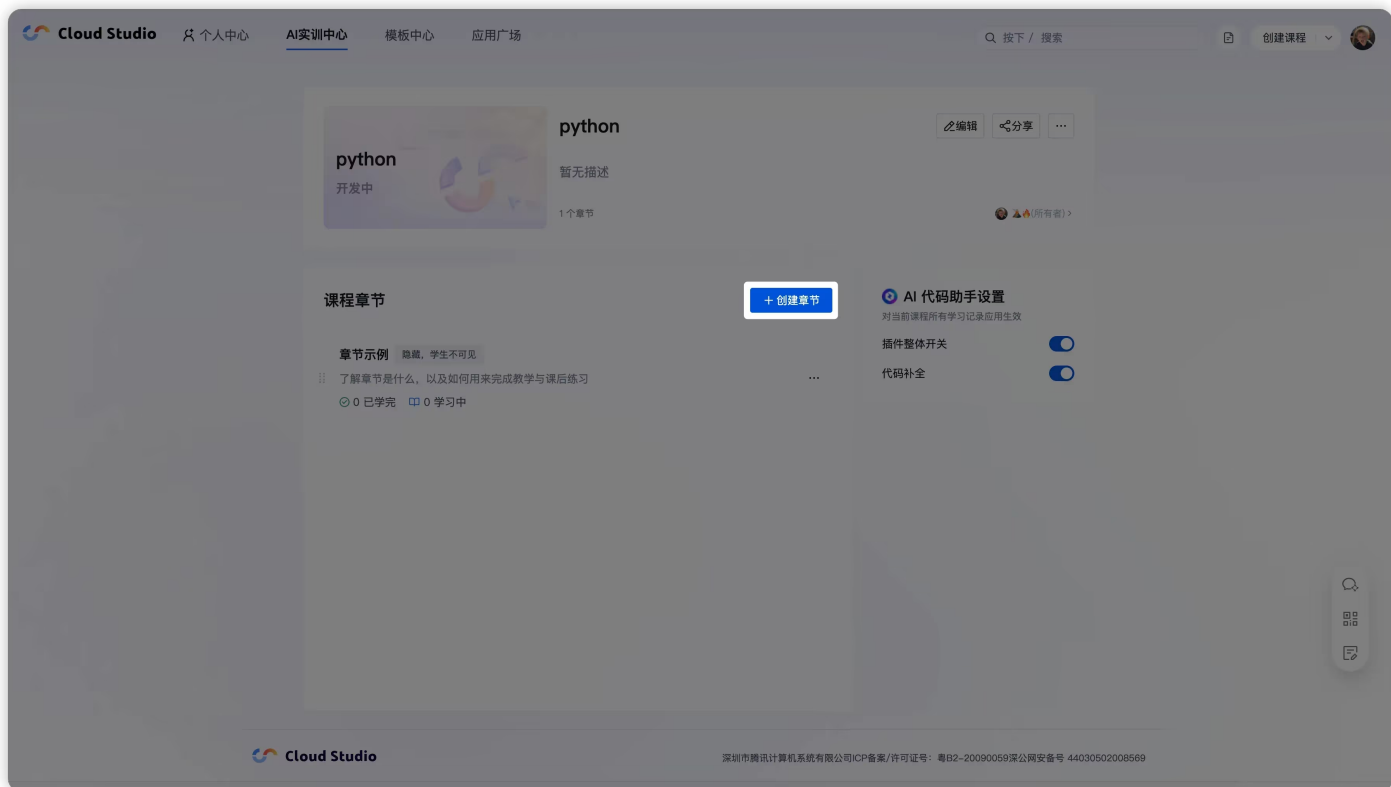 Cloud Studio 个人中心 AI实训中心 模板中心 应用广场 按下 / 搜索 创建课程
python
开发中
python
暂无描述
1 个章节
编辑 分享 ...
(所有者) >
课程章节
+ 创建章节
章节示例 隐藏，学生不可见
了解章节是什么，以及如何用来完成教学与课后练习 ...
0 已学完 0 学习中
AI 代码助手设置
对当前课程所有学习记录应用生效
插件整体开关
代码补全
Cloud Studio 深圳市腾讯计算机系统有限公司ICP备案/许可证号：粤B2-20090059深公网安备号 44030502008569